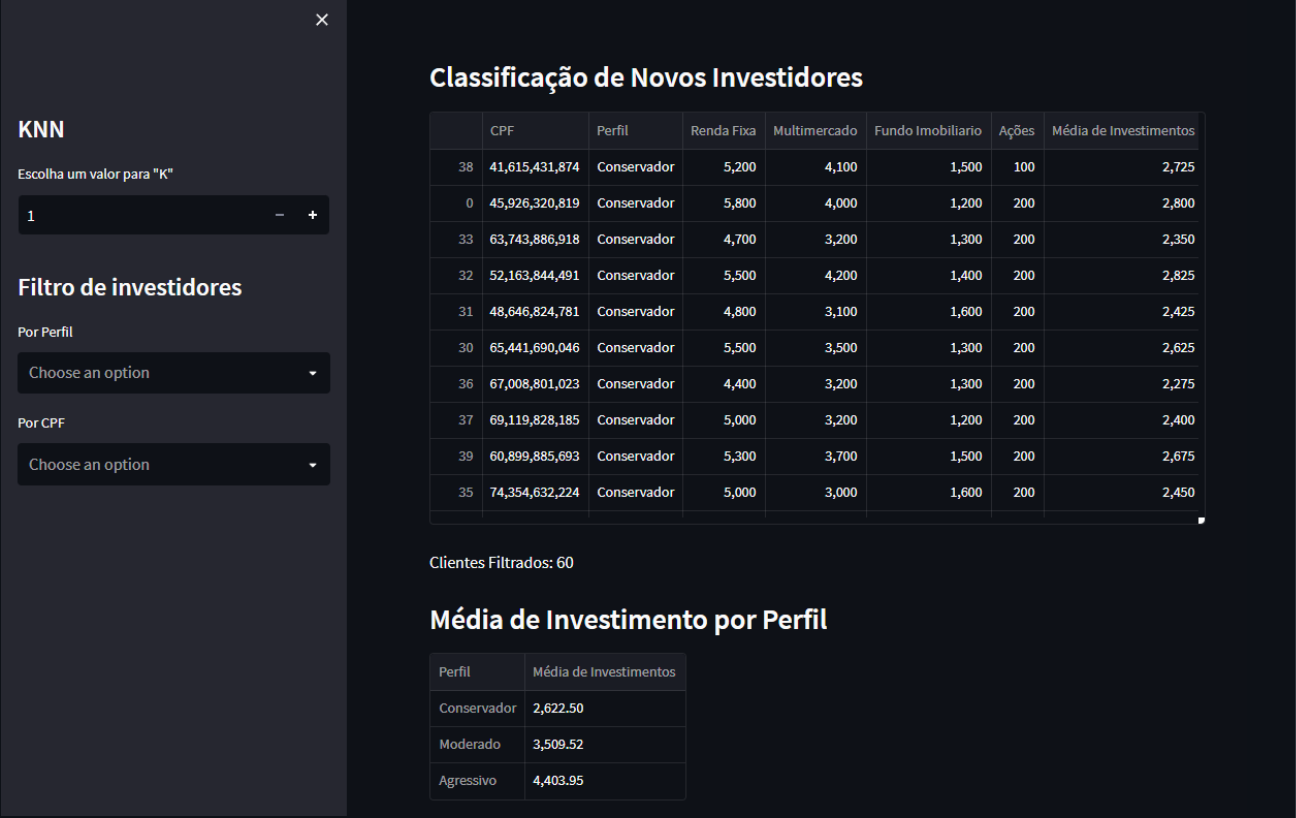 KNN
Escolha um valor para "K"
1
Filtro de investidores
Por Perfil
Choose an option
Por CPF
Choose an option
Classificação de Novos Investidores
CPF Perfil Renda Fixa Multimercado Fundo Imobiliario Ações Média de Investimentos
38 41,615,431,874 Conservador 5,200 4,100 1,500 100 2,725
0 45,926,320,819 Conservador 5,800 4,000 1,200 200 2,800
33 63,743,886,918 Conservador 4,700 3,200 1,300 200 2,350
32 52,163,844,491 Conservador 5,500 4,200 1,400 200 2,825
31 48,646,824,781 Conservador 4,800 3,100 1,600 200 2,425
30 65,441,690,046 Conservador 5,500 3,500 1,300 200 2,625
36 67,008,801,023 Conservador 4,400 3,200 1,300 200 2,275
37 69,119,828,185 Conservador 5,000 3,200 1,200 200 2,400
39 60,899,885,693 Conservador 5,300 3,700 1,500 200 2,675
35 74,354,632,224 Conservador 5,000 3,000 1,600 200 2,450
Clientes Filtrados: 60
Média de Investimento por Perfil
Perfil Média de Investimentos
Conservador 2,622.50
Moderado 3,509.52
Agressivo 4,403.95